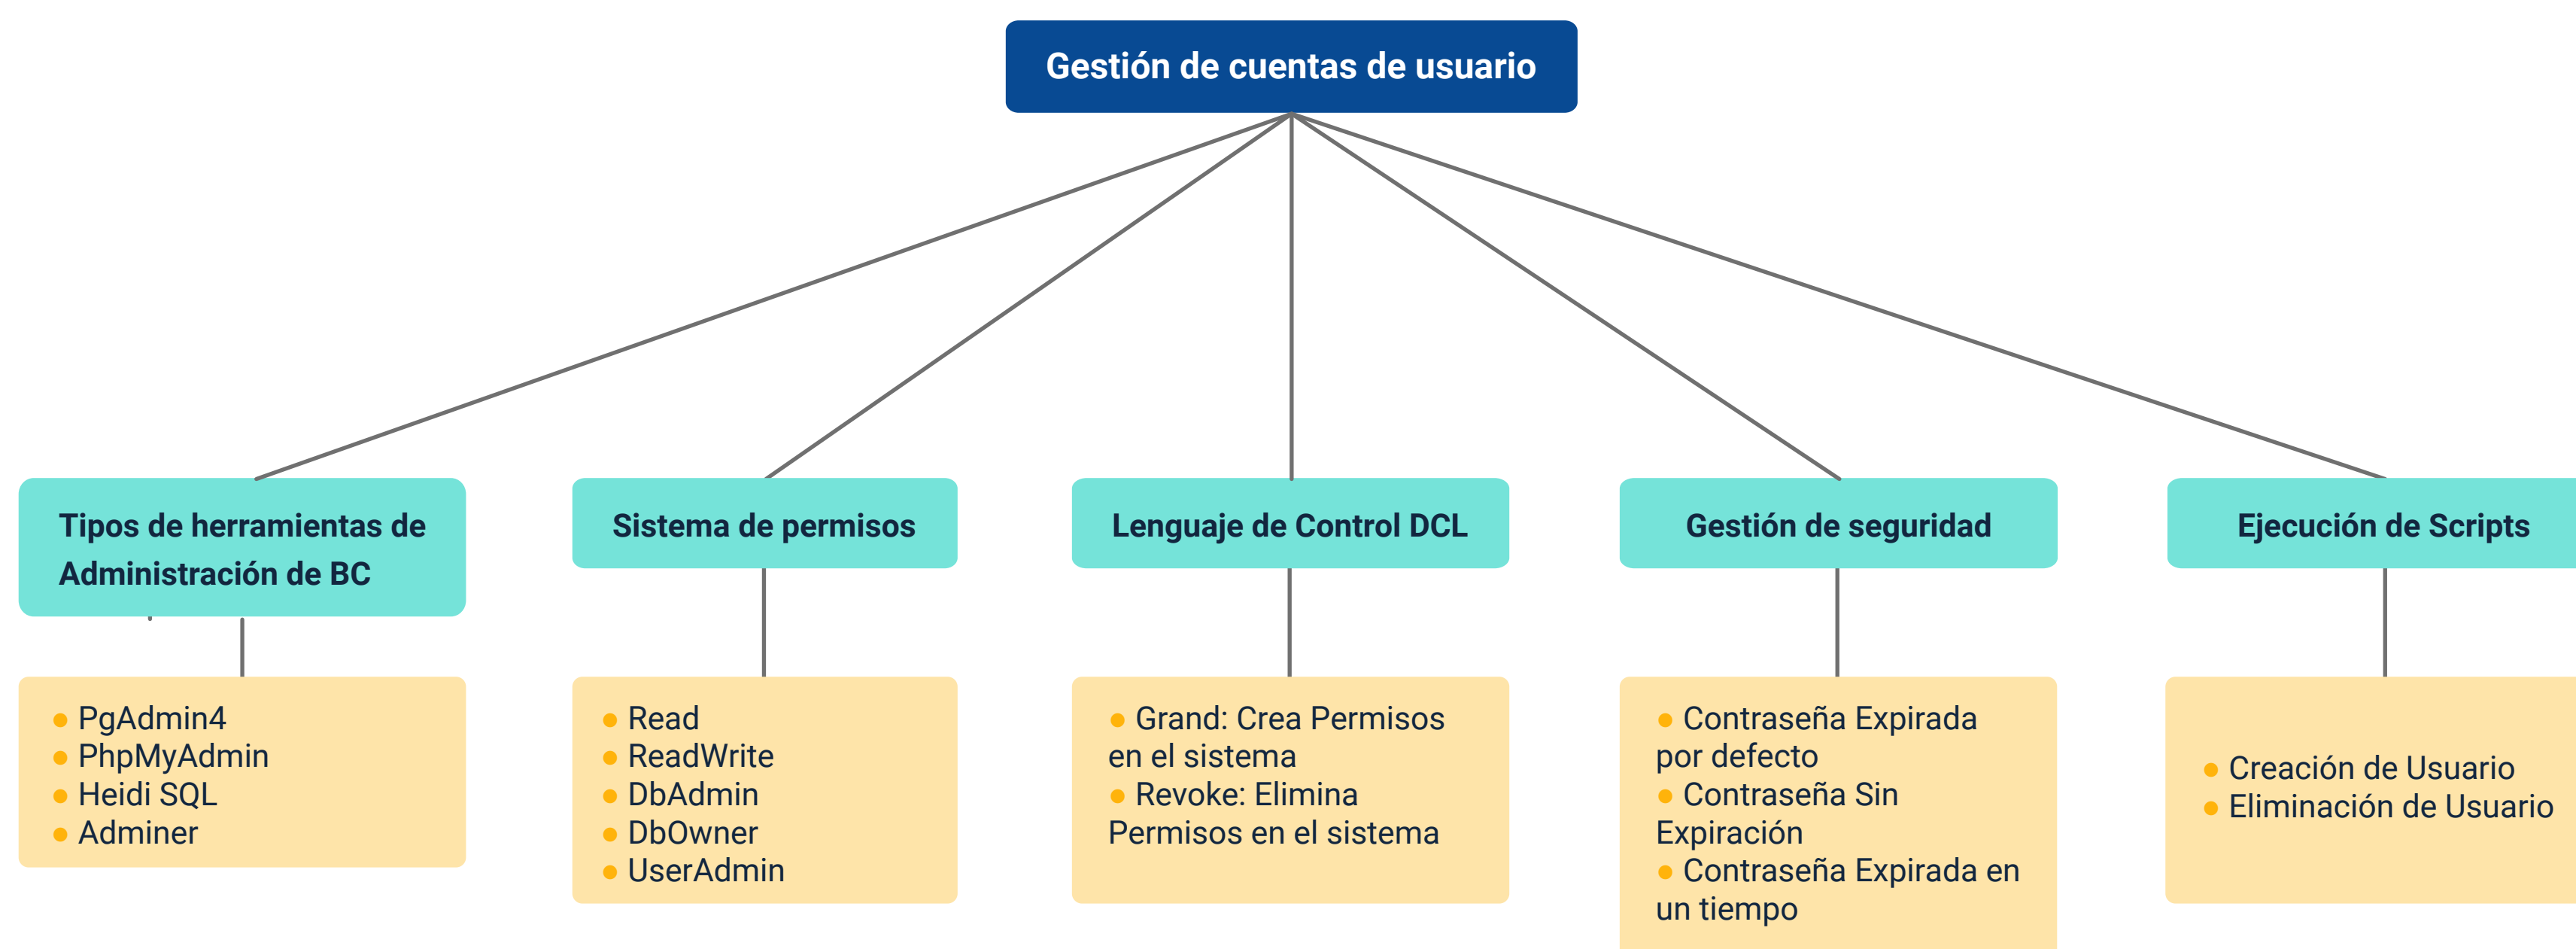 Gestión de cuentas de usuario
Tipos de herramientas de
Administración de BC
● PgAdmin4
● PhpMyAdmin
● Heidi SQL
● Adminer
Sistema de permisos
● Read
● ReadWrite
● DbAdmin
● DbOwner
● UserAdmin
Lenguaje de Control DCL
● Grand: Crea Permisos
en el sistema
● Revoke: Elimina
Permisos en el sistema
Gestión de seguridad
● Contraseña Expirada
por defecto
● Contraseña Sin
Expiración
● Contraseña Expirada en
un tiempo
Ejecución de Scripts
● Creación de Usuario
● Eliminación de Usuario